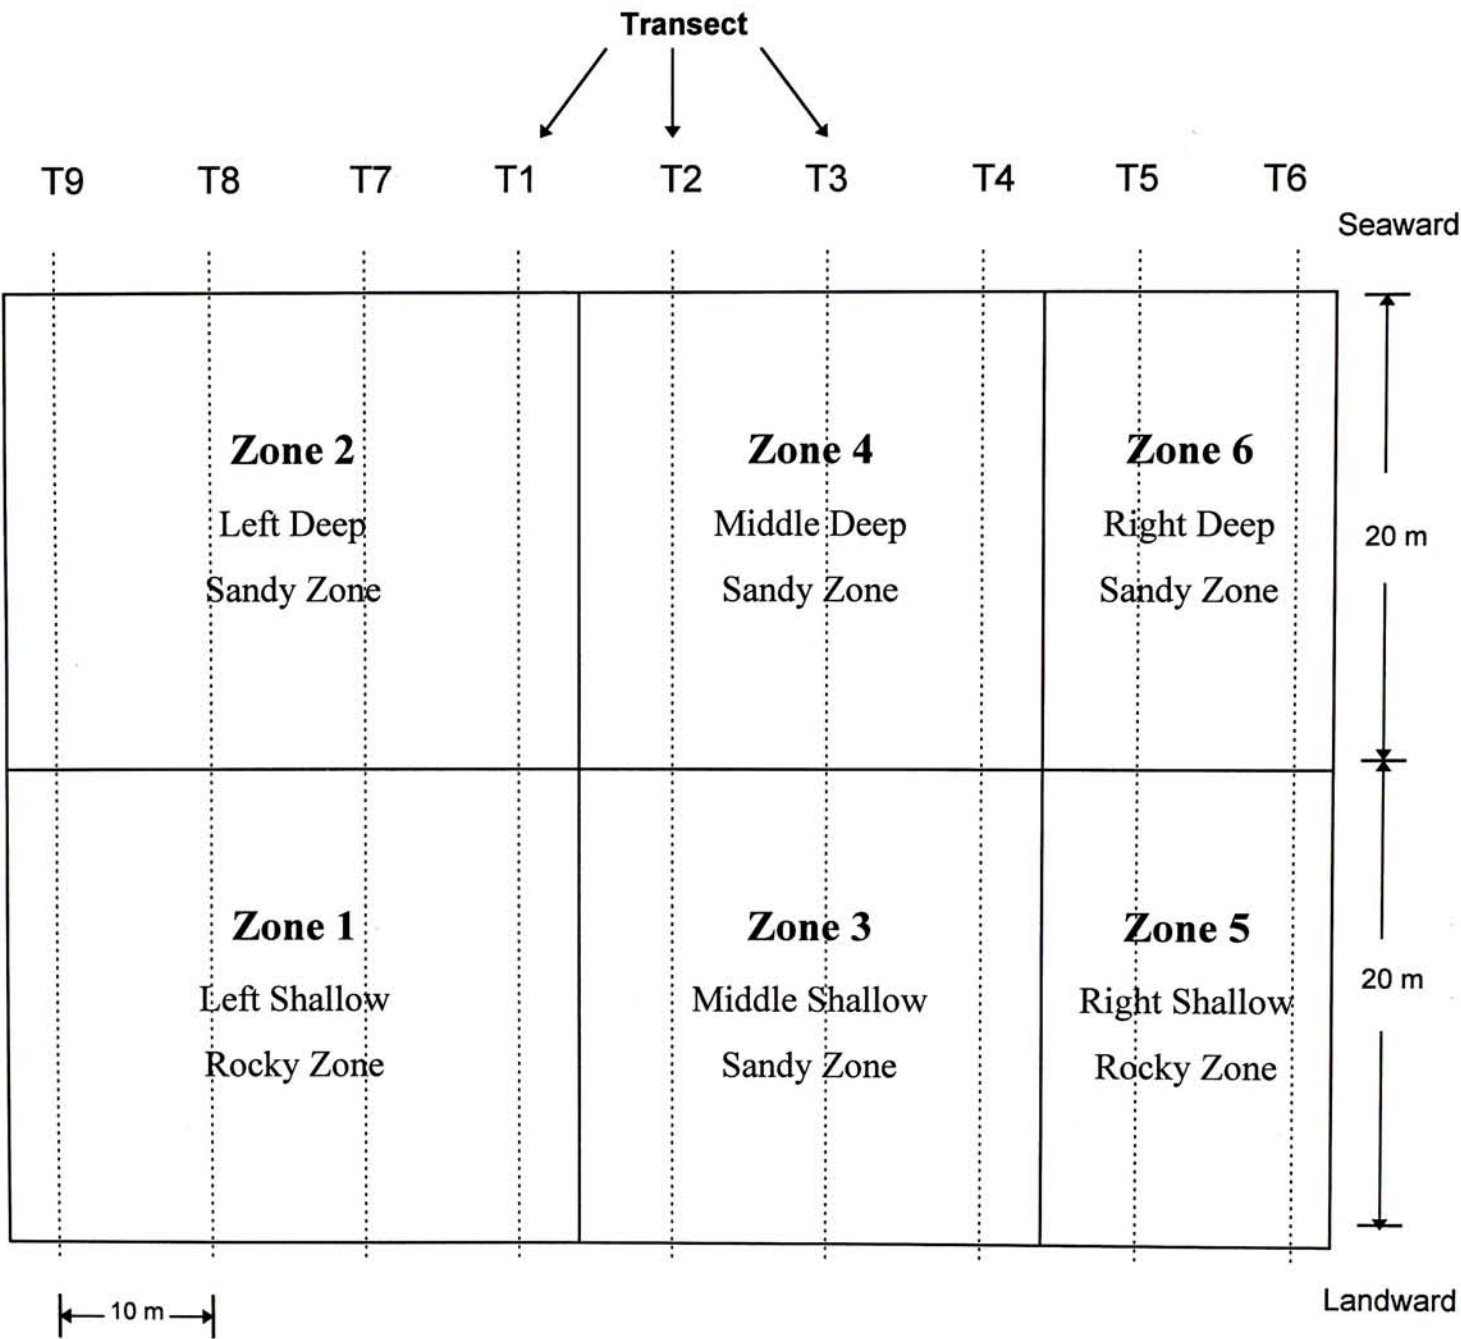 Transect
T9 T8 T7 T1 T2 T3 T4 T5 T6
Seaward
Zone 2
Left Deep
Sandy Zone
Zone 4
Middle Deep
Sandy Zone
Zone 6
Right Deep
Sandy Zone
20 m
Zone 1
Left Shallow
Rocky Zone
Zone 3
Middle Shallow
Sandy Zone
Zone 5
Right Shallow
Rocky Zone
20 m
10 m
Landward